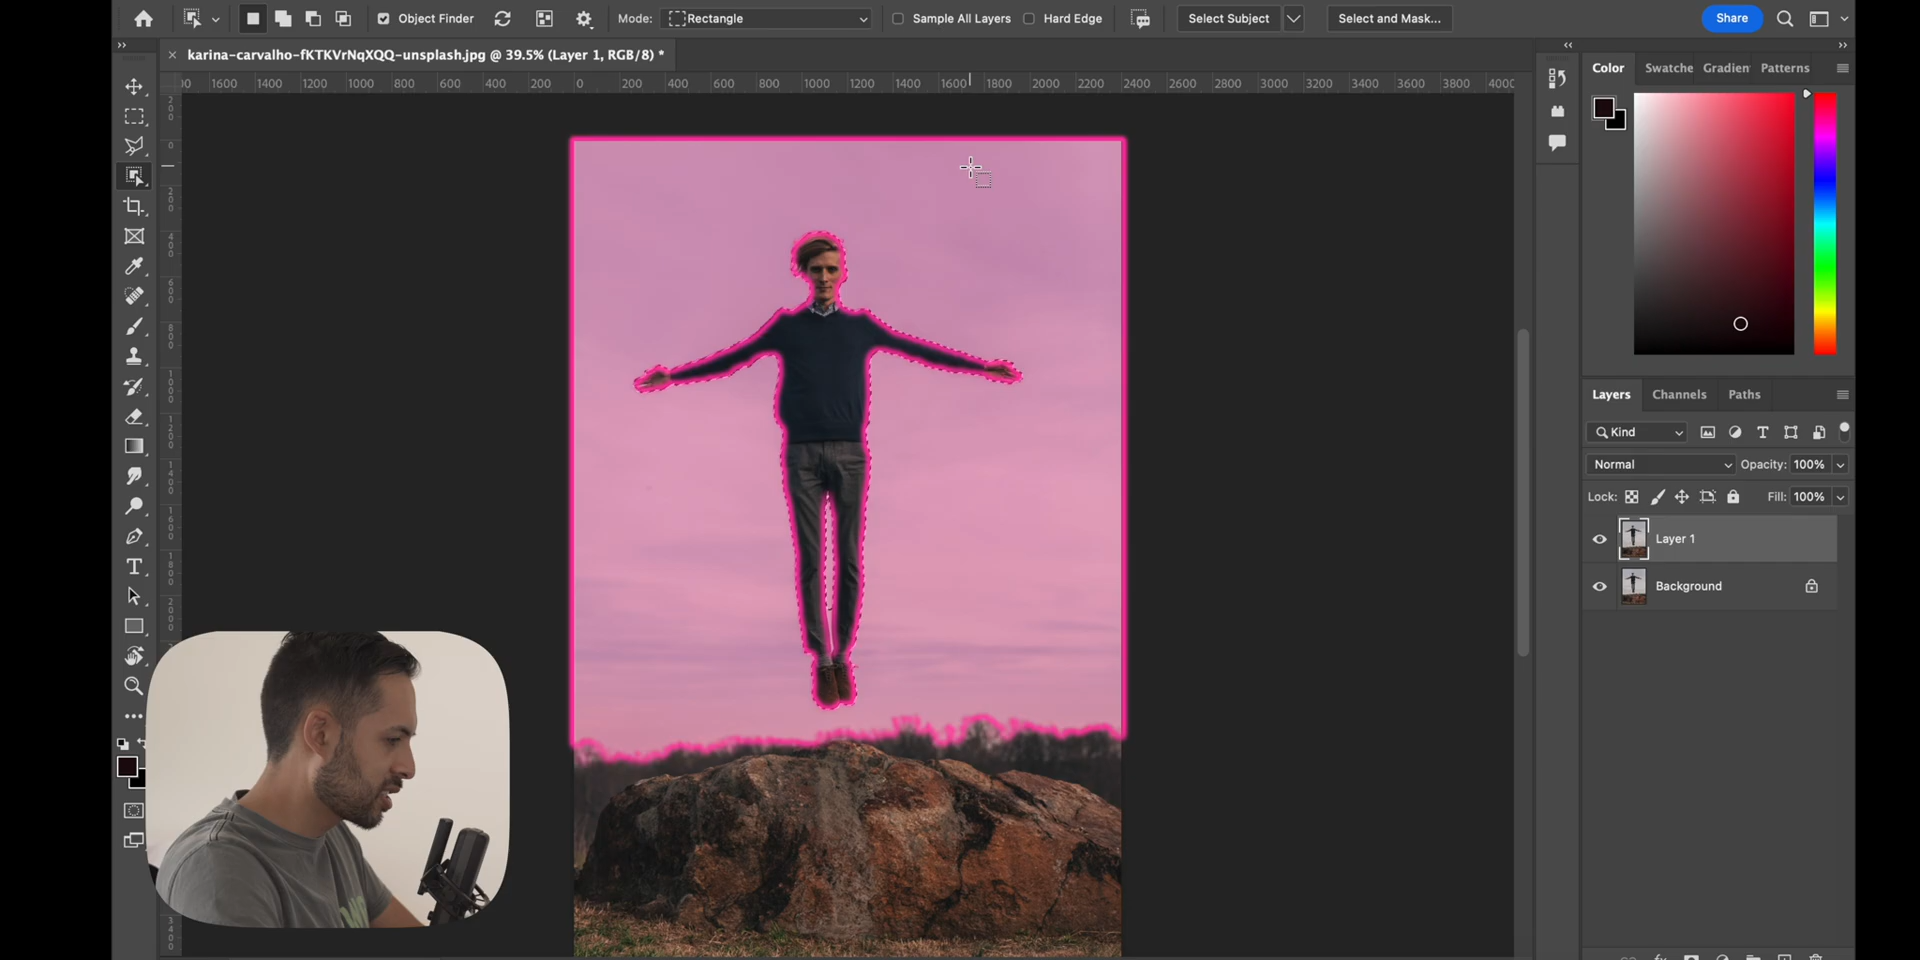 Object Finder
Mode:
Rectangle
Sample All Layers
Hard Edge
Select Subject
Select and Mask...
Share
karina-carvalho-fKTKVrNqXQQ-unsplash.jpg @ 39.5% (Layer 1, RGB/8) *
1600 1400 1200 1000 800 600 400 200 0 200 400 600 800 1000 1200 1400 1600 1800 2000 2200 2400 2600 2800 3000 3200 3400 3600 3800 4000
Color
Swatche
Gradien
Patterns
Layers
Channels
Paths
Kind
Normal
Opacity: 100%
Lock:
Fill: 100%
Layer 1
Background